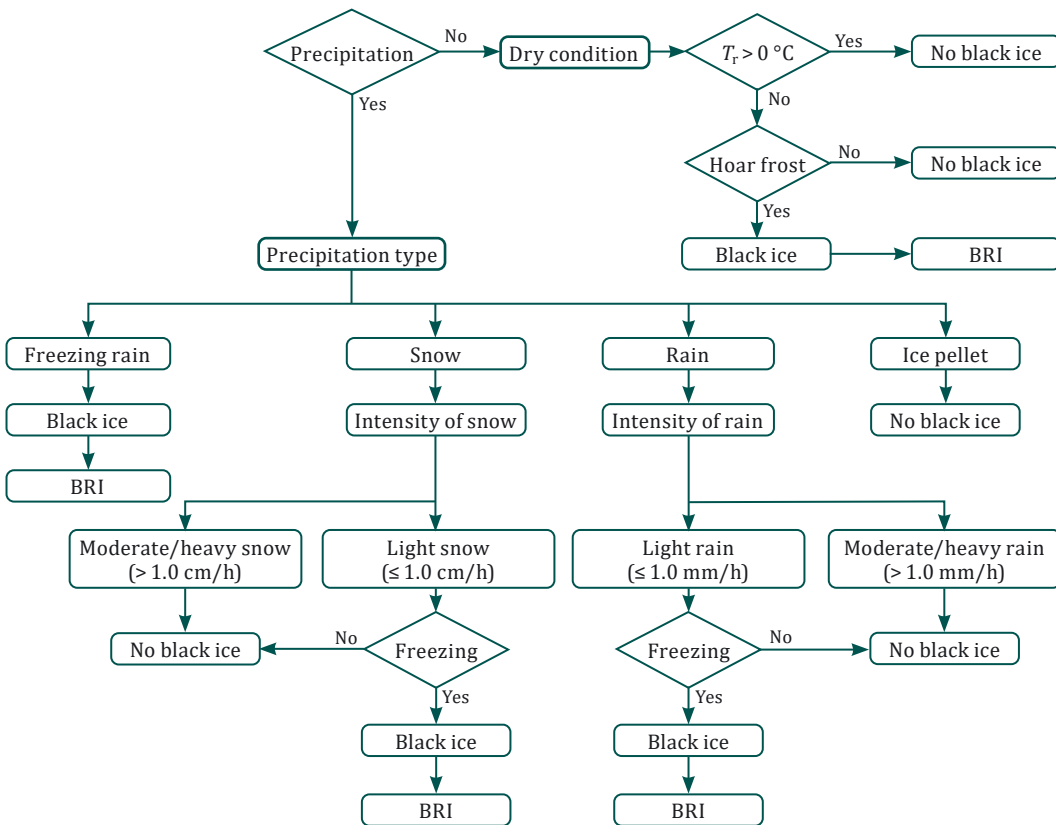 Precipitation
No
Dry condition
T_r > 0 °C
Yes
No black ice
Yes
No
Hoar frost
No
No black ice
Yes
Precipitation type
Black ice
BRI
Freezing rain
Snow
Rain
Ice pellet
Black ice
Intensity of snow
Intensity of rain
No black ice
BRI
Moderate/heavy snow
(> 1.0 cm/h)
Light snow
(≤ 1.0 cm/h)
Light rain
(≤ 1.0 mm/h)
Moderate/heavy rain
(> 1.0 mm/h)
No black ice
No
Freezing
Freezing
No
No black ice
Yes
Yes
Black ice
Black ice
BRI
BRI